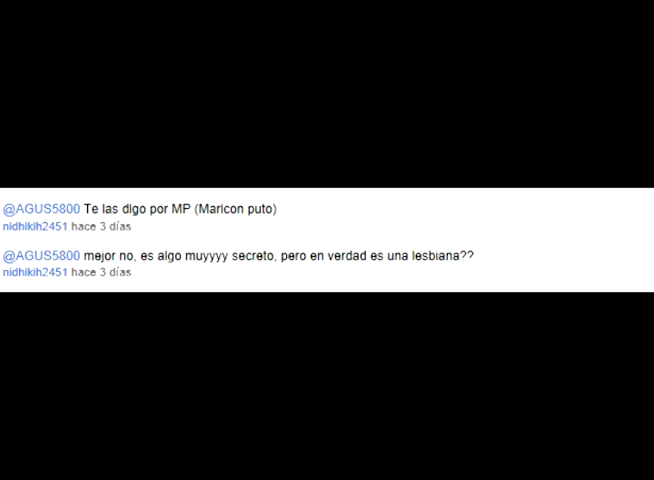 @AGUS5800 Te las digo por MP (Maricon puto)
nidhikih2451 hace 3 días
@AGUS5800 mejor no, es algo muyyyy secreto, pero en verdad es una lesbiana??
nidhikih2451 hace 3 días